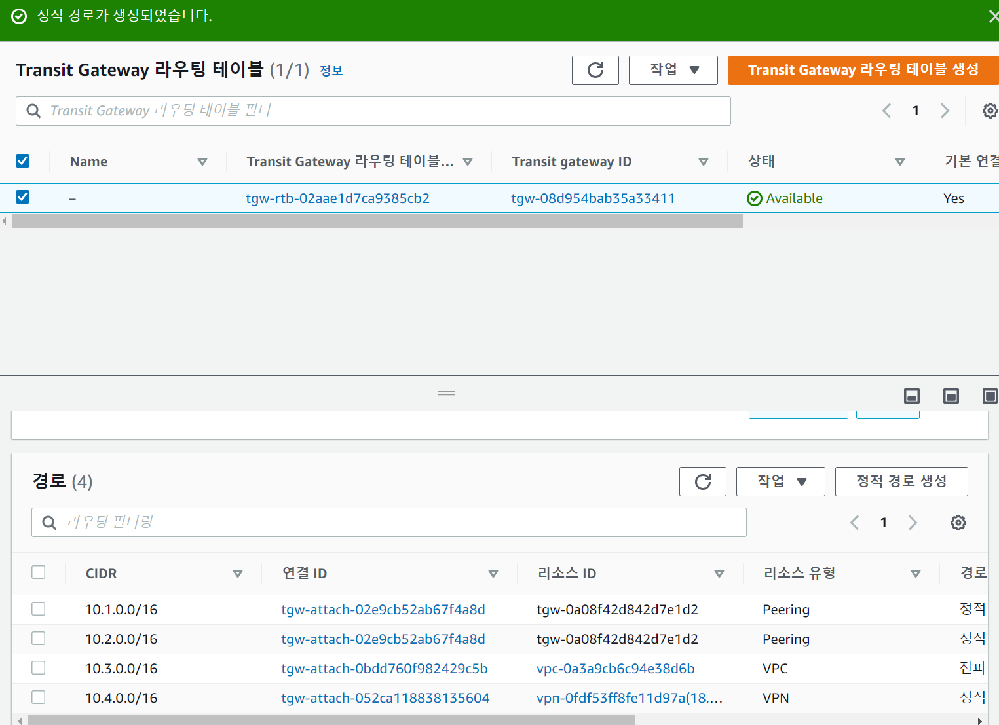 정적 경로가 생성되었습니다.
Transit Gateway 라우팅 테이블 (1/1) 정보
작업
Transit Gateway 라우팅 테이블 생성
Transit Gateway 라우팅 테이블 필터
1
Name Transit Gateway 라우팅 테이블... Transit gateway ID 상태 기본 연결
– tgw-rtb-02aae1d7ca9385cb2 tgw-08d954bab35a33411 Available Yes
경로 (4)
작업
정적 경로 생성
라우팅 필터링
1
CIDR 연결 ID 리소스 ID 리소스 유형 경로
10.1.0.0/16 tgw-attach-02e9cb52ab67f4a8d tgw-0a08f42d842d7e1d2 Peering 정적
10.2.0.0/16 tgw-attach-02e9cb52ab67f4a8d tgw-0a08f42d842d7e1d2 Peering 정적
10.3.0.0/16 tgw-attach-0bdd760f982429c5b vpc-0a3a9cb6c94e38d6b VPC 전파
10.4.0.0/16 tgw-attach-052ca118838135604 vpn-0fdf53ff8fe11d97a(18.... VPN 정적